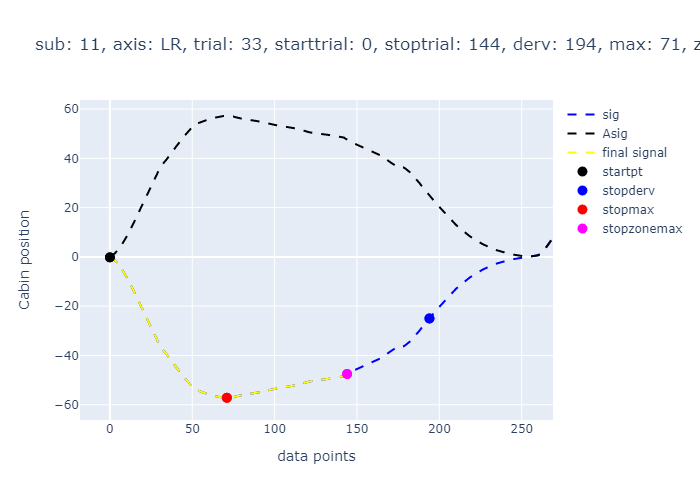 sub: 11, axis: LR, trial: 33, starttrial: 0, stoptrial: 144, derv: 194, max: 71, z
60
40
20
0
−20
−40
−60
0
50
100
150
200
250
Cabin position
data points
sig
Asig
final signal
startpt
stopderv
stopmax
stopzonemax